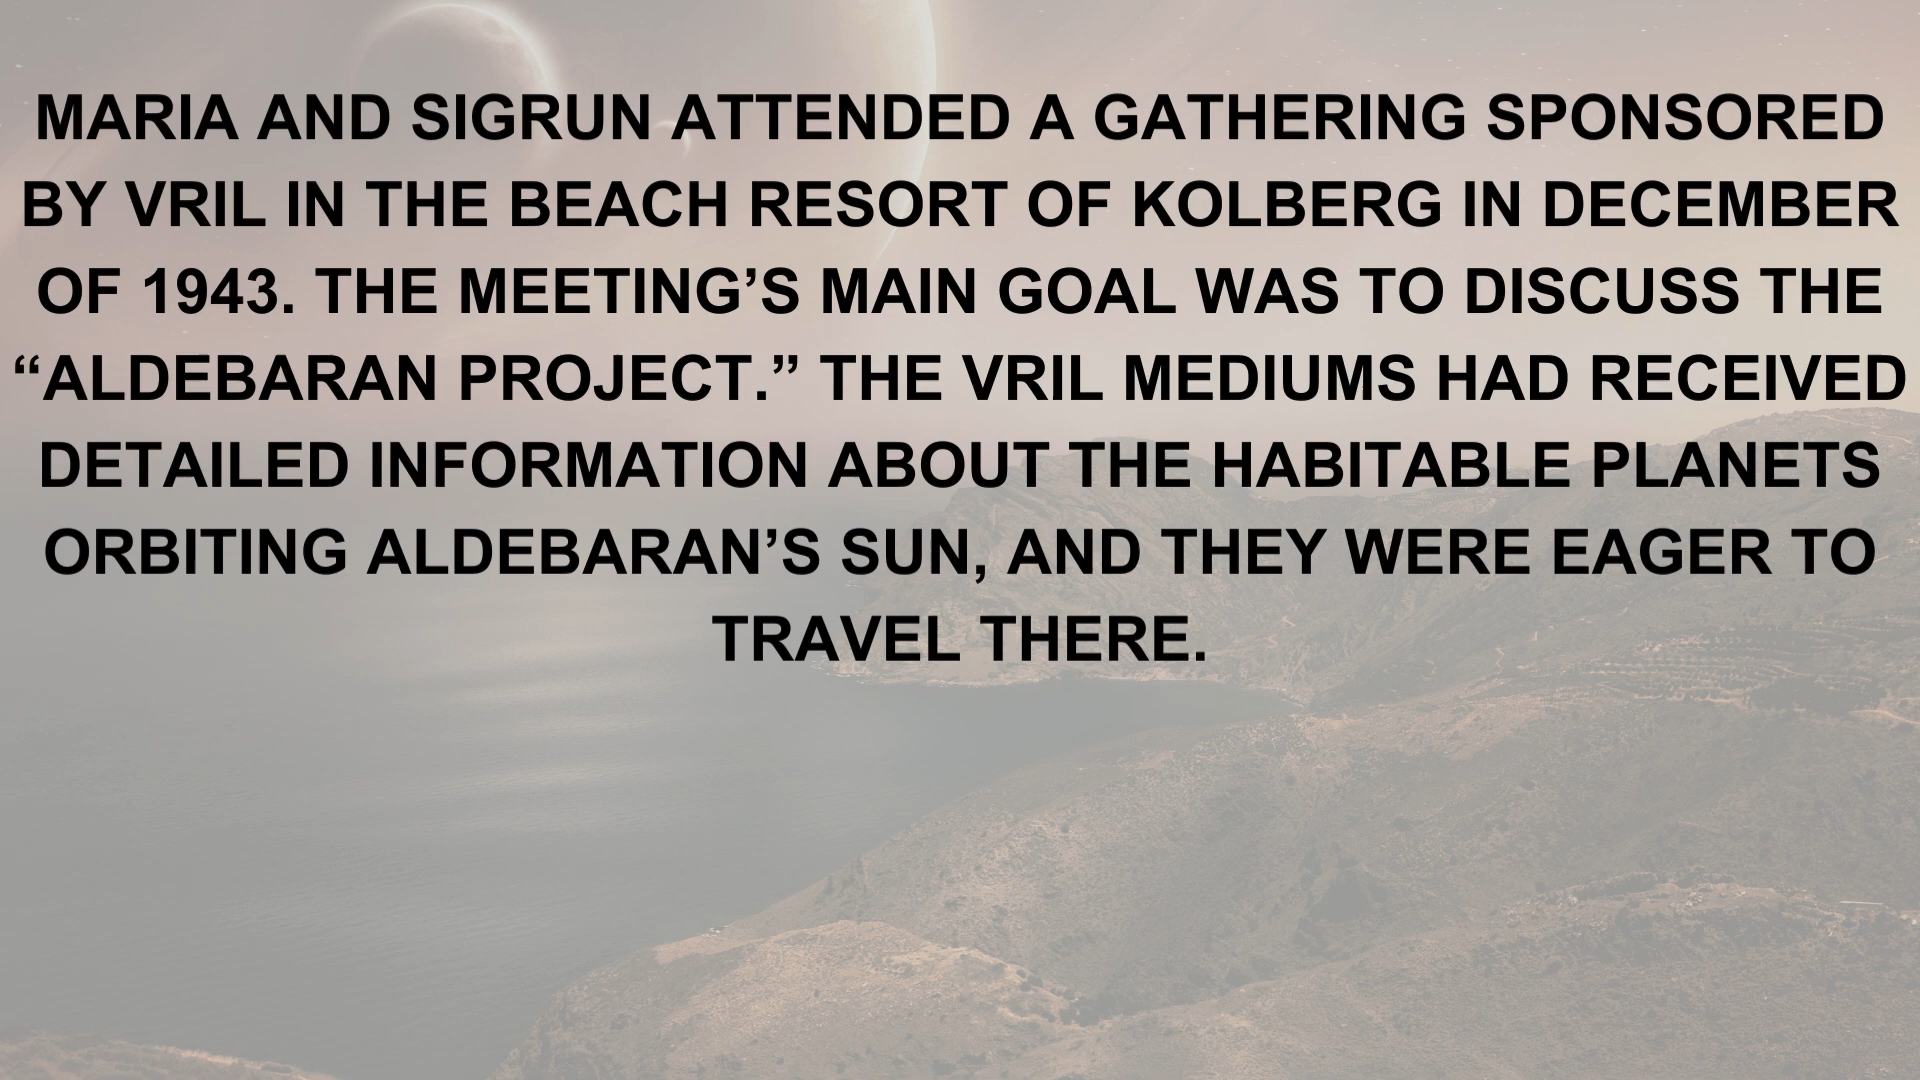 MARIA AND SIGRUN ATTENDED A GATHERING SPONSORED
BY VRIL IN THE BEACH RESORT OF KOLBERG IN DECEMBER
OF 1943. THE MEETING’S MAIN GOAL WAS TO DISCUSS THE
“ALDEBARAN PROJECT.” THE VRIL MEDIUMS HAD RECEIVED
DETAILED INFORMATION ABOUT THE HABITABLE PLANETS
ORBITING ALDEBARAN’S SUN, AND THEY WERE EAGER TO
TRAVEL THERE.